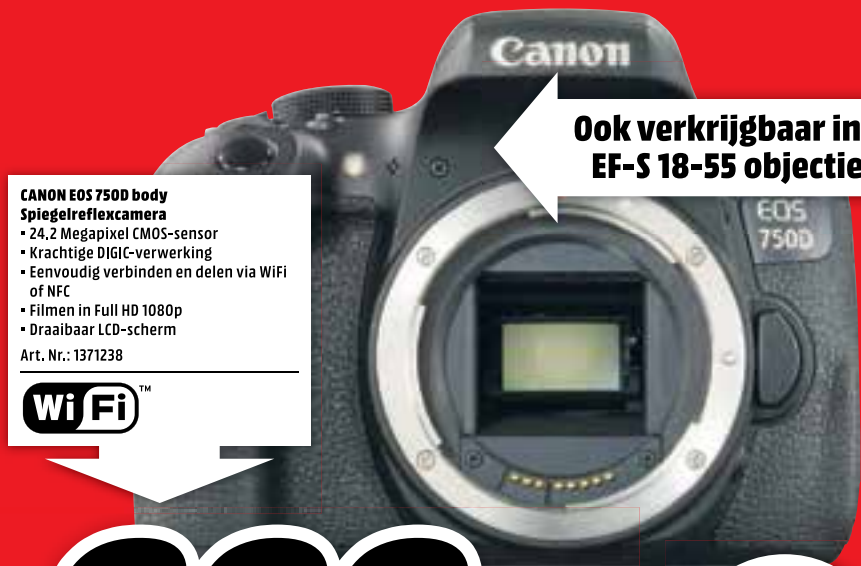 Canon
Ook verkrijgbaar in
EF-S 18-55
EOS
750D
CANON EOS 750D body
Spiegelreflexcamera
▪ 24,2 Megapixel CMOS-sensor
▪ Krachtige DIGIC-verwerking
▪ Eenvoudig verbinden en delen via WiFi
of NFC
▪ Filmen in Full HD 1080p
▪ Draaibaar LCD-scherm
Art. Nr.: 1371238
Wi Fi™